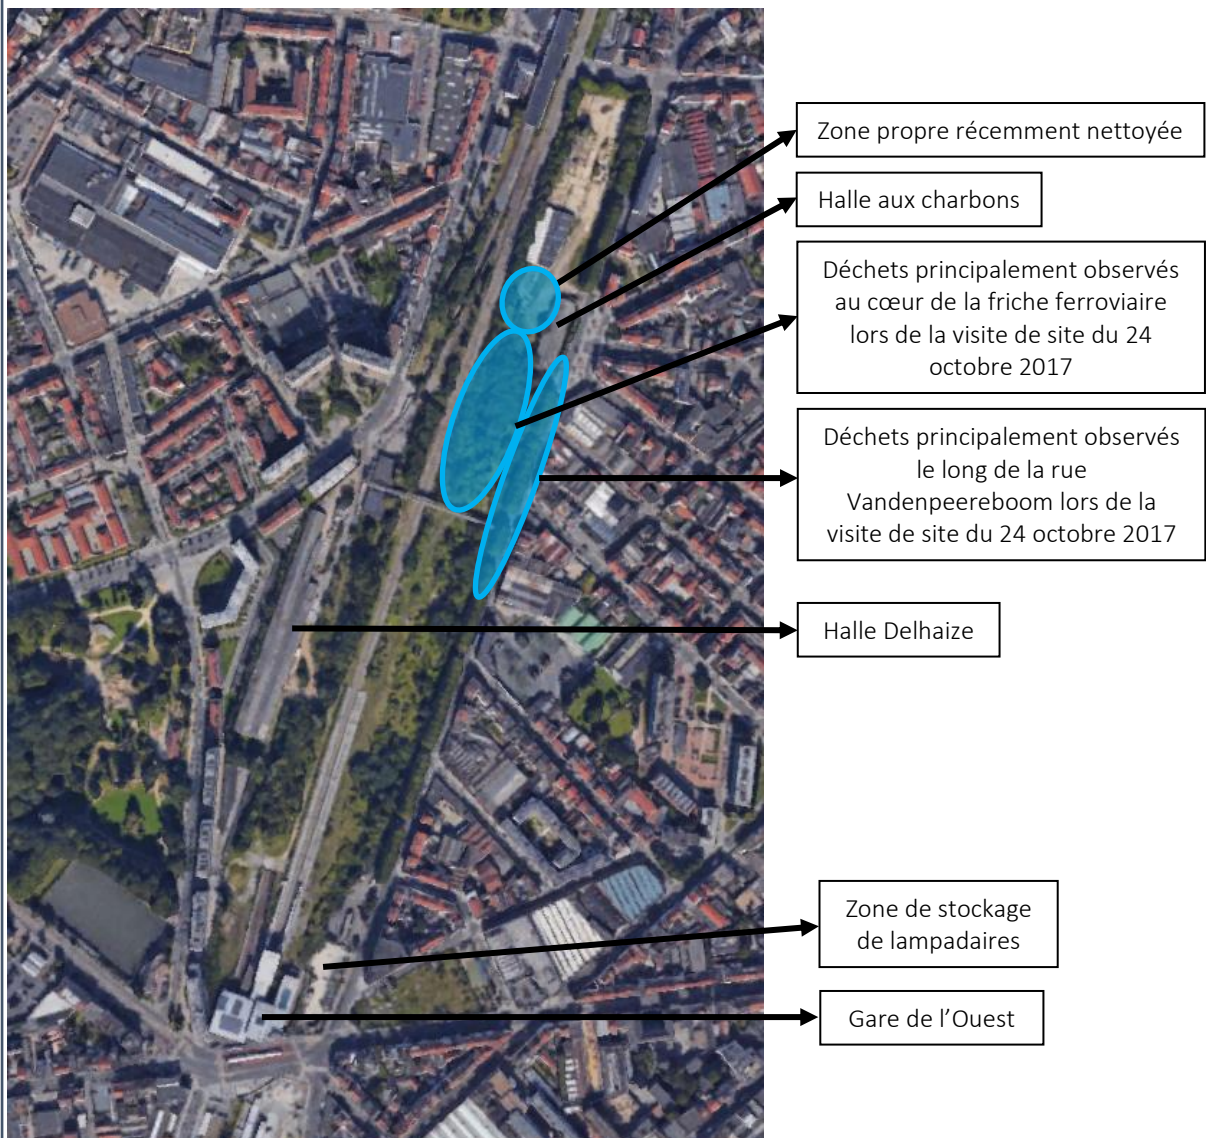 Zone propre récemment nettoyée
Halle aux charbons
Déchets principalement observés
au cœur de la friche ferroviaire
lors de la visite de site du 24
octobre 2017
Déchets principalement observés
le long de la rue
Vandenpeereboom lors de la
visite de site du 24 octobre 2017
Halle Delhaize
Zone de stockage
de lampadaires
Gare de l’Ouest